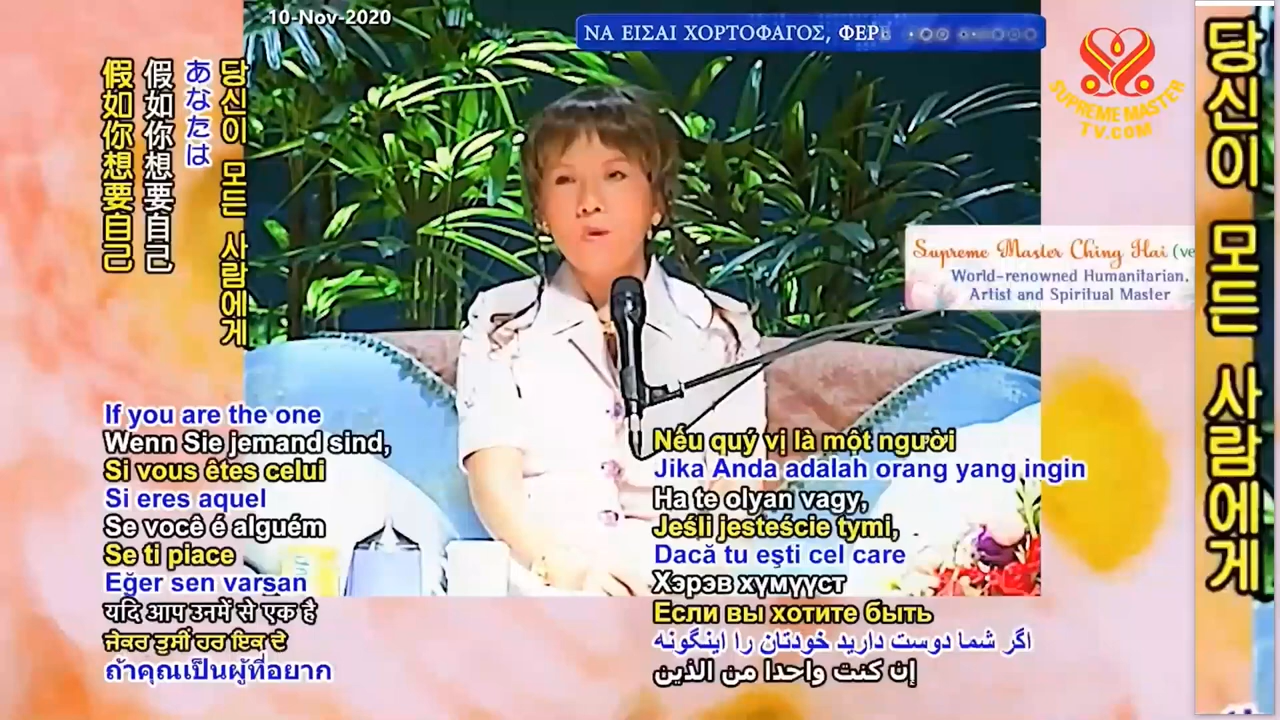 10-Nov-2020
ΝΑ ΕΙΣΑΙ ΧΟΡΤΟΦΑΓΟΣ, ΦΕΡ
SUPREME MASTER
TV.COM
당신이 모든 사람에게
あなたは
假如你想要自己
假如你想要自己
당신이 모든 사람에게
Supreme Master Ching Hai (ve
World-renowned Humanitarian,
Artist and Spiritual Master
If you are the one
Wenn Sie jemand sind,
Si vous êtes celui
Si eres aquel
Se você é alguém
Se ti piace
Eğer sen varsan
यदि आप उनमें से एक है
ਜੇਕਰ ਤੁਸੀਂ ਹਰ ਇਕ ਦੇ
ถ้าคุณเป็นผู้ที่อยาก
Nếu quý vị là một người
Jika Anda adalah orang yang ingin
Ha te olyan vagy,
Jeśli jesteście tymi,
Dacă tu eşti cel care
Хэрэв хүмүүст
Если вы хотите быть
اگر شما دوست دارید خودتان را اینگونه
إن كنت واحدا من الذين